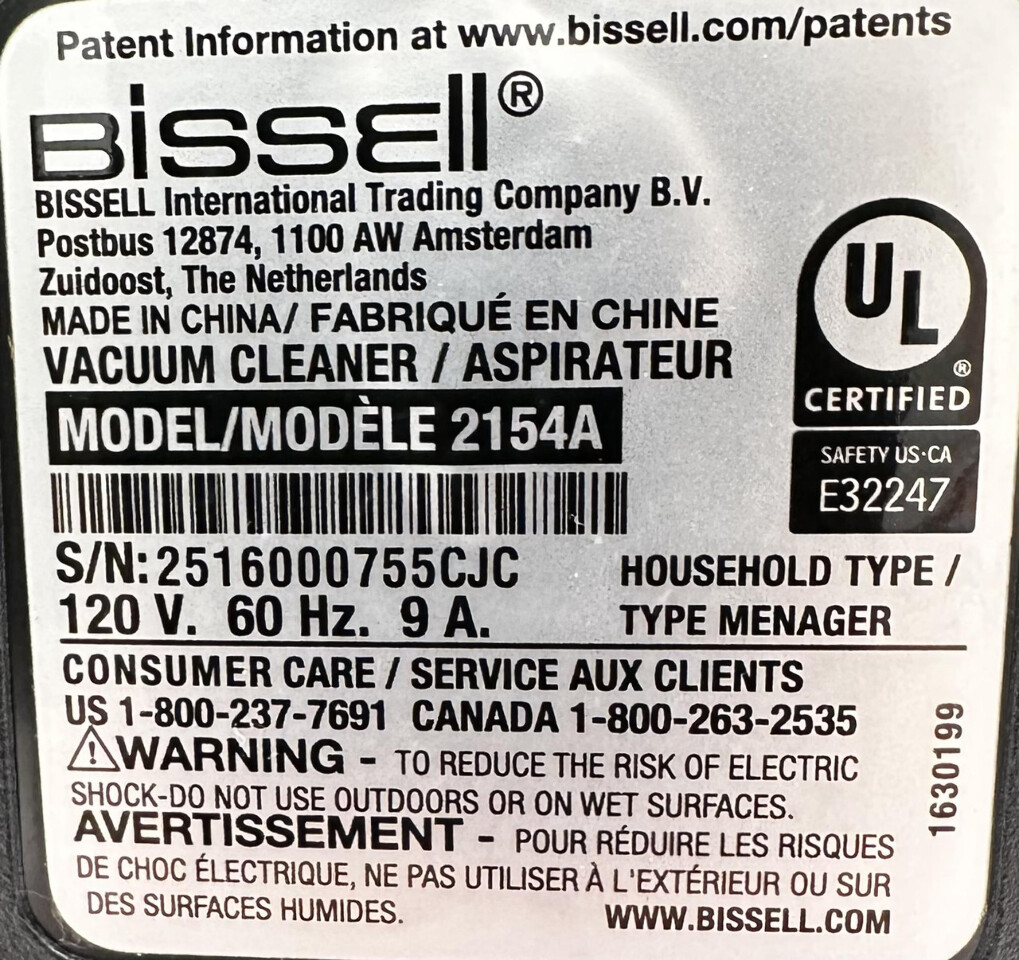 Patent Information at www.bissell.com/patents
BISSELL®
BISSELL International Trading Company B.V.
Postbus 12874, 1100 AW Amsterdam
Zuidoost, The Netherlands
MADE IN CHINA/ FABRIQUÉ EN CHINE
VACUUM CLEANER / ASPIRATEUR
MODEL/MODÈLE 2154A
UL®
CERTIFIED
SAFETY US·CA
E32247
S/N: 2516000755CJC
120 V. 60 Hz. 9 A.
HOUSEHOLD TYPE /
TYPE MENAGER
CONSUMER CARE / SERVICE AUX CLIENTS
US 1-800-237-7691 CANADA 1-800-263-2535
⚠WARNING - TO REDUCE THE RISK OF ELECTRIC
SHOCK-DO NOT USE OUTDOORS OR ON WET SURFACES.
AVERTISSEMENT - POUR RÉDUIRE LES RISQUES
DE CHOC ÉLECTRIQUE, NE PAS UTILISER À L'EXTÉRIEUR OU SUR
DES SURFACES HUMIDES.
WWW.BISSELL.COM
1630199